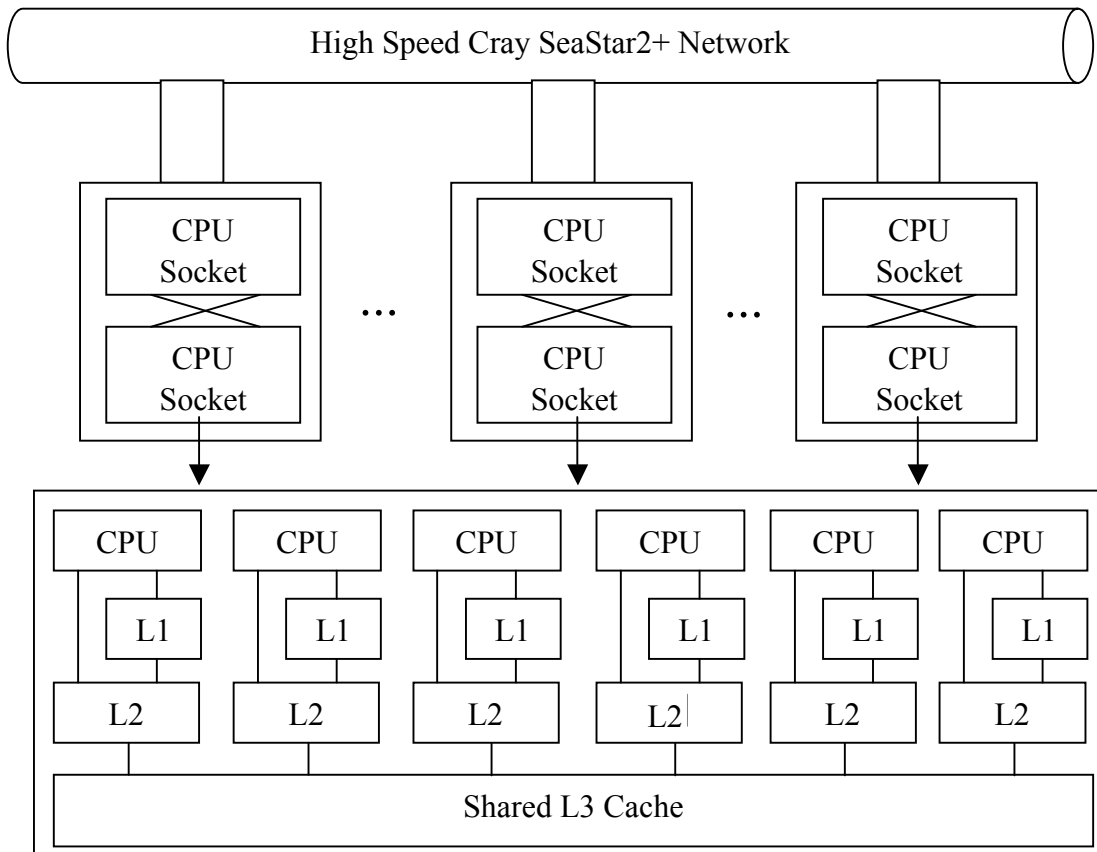 High Speed Cray SeaStar2+ Network
CPU
Socket
CPU
Socket
CPU
Socket
...
...
CPU
Socket
CPU
Socket
CPU
Socket
CPU
CPU
CPU
CPU
CPU
CPU
L1
L1
L1
L1
L1
L1
L2
L2
L2
L2
L2
L2
Shared L3 Cache